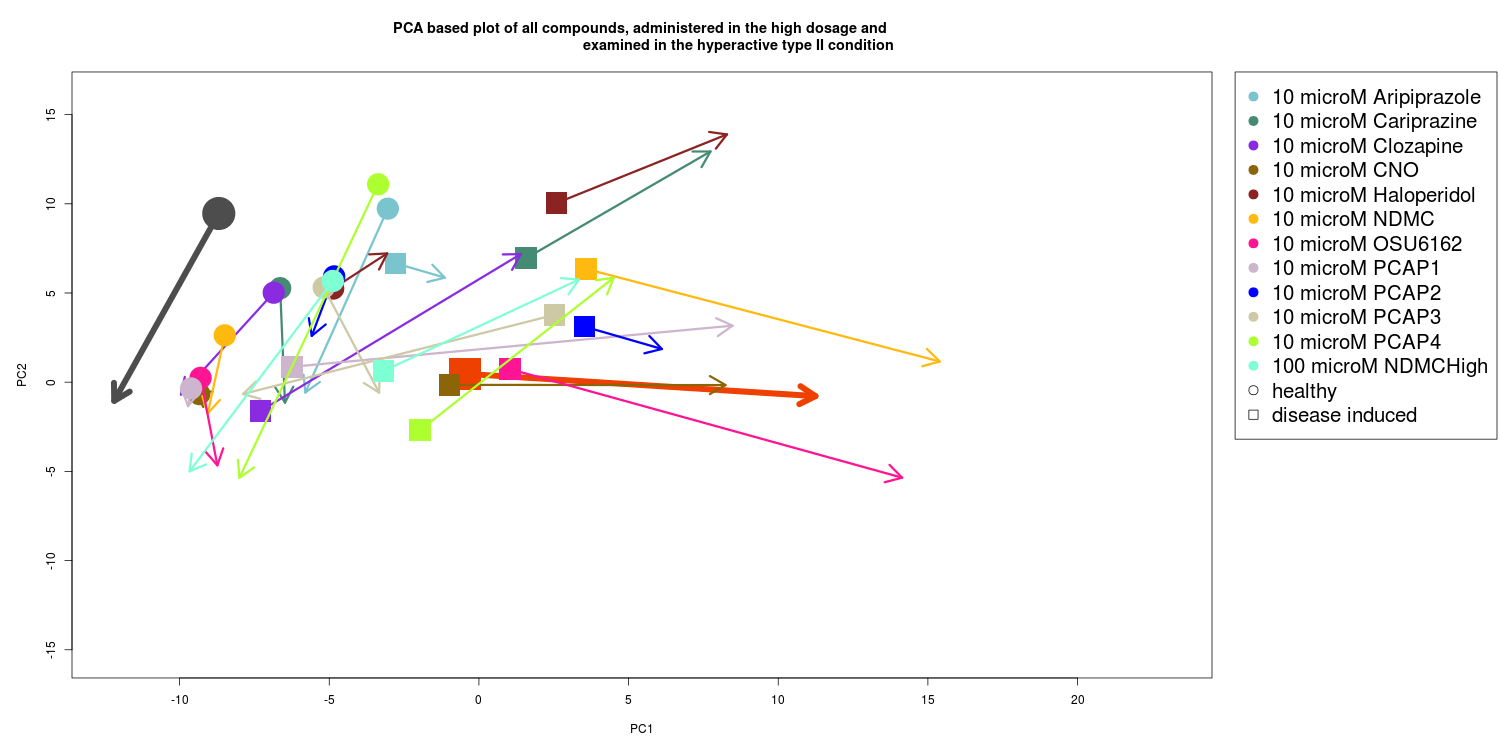 PCA based plot of all compounds, administered in the high dosage and
examined in the hyperactive type II condition
15
10
5
0
-5
-10
-15
PC2
-10
-5
0
5
10
15
20
PC1
10 microM Aripiprazole
10 microM Cariprazine
10 microM Clozapine
10 microM CNO
10 microM Haloperidol
10 microM NDMC
10 microM OSU6162
10 microM PCAP1
10 microM PCAP2
10 microM PCAP3
10 microM PCAP4
100 microM NDMCHigh
healthy
disease induced